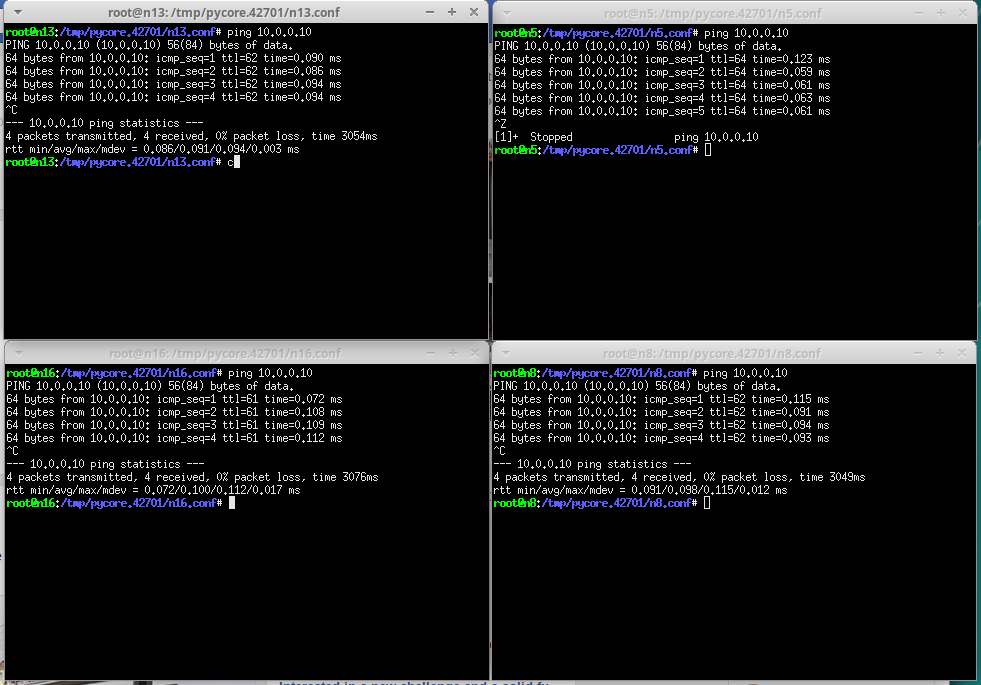 root@n13: /tmp/pycore.42701/n13.conf
root@n13:/tmp/pycore.42701/n13.conf# ping 10.0.0.10
PING 10.0.0.10 (10.0.0.10) 56(84) bytes of data.
64 bytes from 10.0.0.10: icmp_seq=1 ttl=62 time=0.090 ms
64 bytes from 10.0.0.10: icmp_seq=2 ttl=62 time=0.086 ms
64 bytes from 10.0.0.10: icmp_seq=3 ttl=62 time=0.094 ms
64 bytes from 10.0.0.10: icmp_seq=4 ttl=62 time=0.094 ms
^C
--- 10.0.0.10 ping statistics ---
4 packets transmitted, 4 received, 0% packet loss, time 3054ms
rtt min/avg/max/mdev = 0.086/0.091/0.094/0.003 ms
root@n13:/tmp/pycore.42701/n13.conf# c
root@n5: /tmp/pycore.42701/n5.conf
root@n5:/tmp/pycore.42701/n5.conf# ping 10.0.0.10
PING 10.0.0.10 (10.0.0.10) 56(84) bytes of data.
64 bytes from 10.0.0.10: icmp_seq=1 ttl=64 time=0.123 ms
64 bytes from 10.0.0.10: icmp_seq=2 ttl=64 time=0.059 ms
64 bytes from 10.0.0.10: icmp_seq=3 ttl=64 time=0.061 ms
64 bytes from 10.0.0.10: icmp_seq=4 ttl=64 time=0.063 ms
64 bytes from 10.0.0.10: icmp_seq=5 ttl=64 time=0.061 ms
^Z
[1]+  Stopped                 ping 10.0.0.10
root@n5:/tmp/pycore.42701/n5.conf#
root@n16: /tmp/pycore.42701/n16.conf
root@n16:/tmp/pycore.42701/n16.conf# ping 10.0.0.10
PING 10.0.0.10 (10.0.0.10) 56(84) bytes of data.
64 bytes from 10.0.0.10: icmp_seq=1 ttl=61 time=0.072 ms
64 bytes from 10.0.0.10: icmp_seq=2 ttl=61 time=0.108 ms
64 bytes from 10.0.0.10: icmp_seq=3 ttl=61 time=0.109 ms
64 bytes from 10.0.0.10: icmp_seq=4 ttl=61 time=0.112 ms
^C
--- 10.0.0.10 ping statistics ---
4 packets transmitted, 4 received, 0% packet loss, time 3076ms
rtt min/avg/max/mdev = 0.072/0.100/0.112/0.017 ms
root@n16:/tmp/pycore.42701/n16.conf#
root@n8: /tmp/pycore.42701/n8.conf
root@n8:/tmp/pycore.42701/n8.conf# ping 10.0.0.10
PING 10.0.0.10 (10.0.0.10) 56(84) bytes of data.
64 bytes from 10.0.0.10: icmp_seq=1 ttl=62 time=0.115 ms
64 bytes from 10.0.0.10: icmp_seq=2 ttl=62 time=0.091 ms
64 bytes from 10.0.0.10: icmp_seq=3 ttl=62 time=0.094 ms
64 bytes from 10.0.0.10: icmp_seq=4 ttl=62 time=0.093 ms
^C
--- 10.0.0.10 ping statistics ---
4 packets transmitted, 4 received, 0% packet loss, time 3049ms
rtt min/avg/max/mdev = 0.091/0.098/0.115/0.012 ms
root@n8:/tmp/pycore.42701/n8.conf#
Interested in a new challenge and a solid